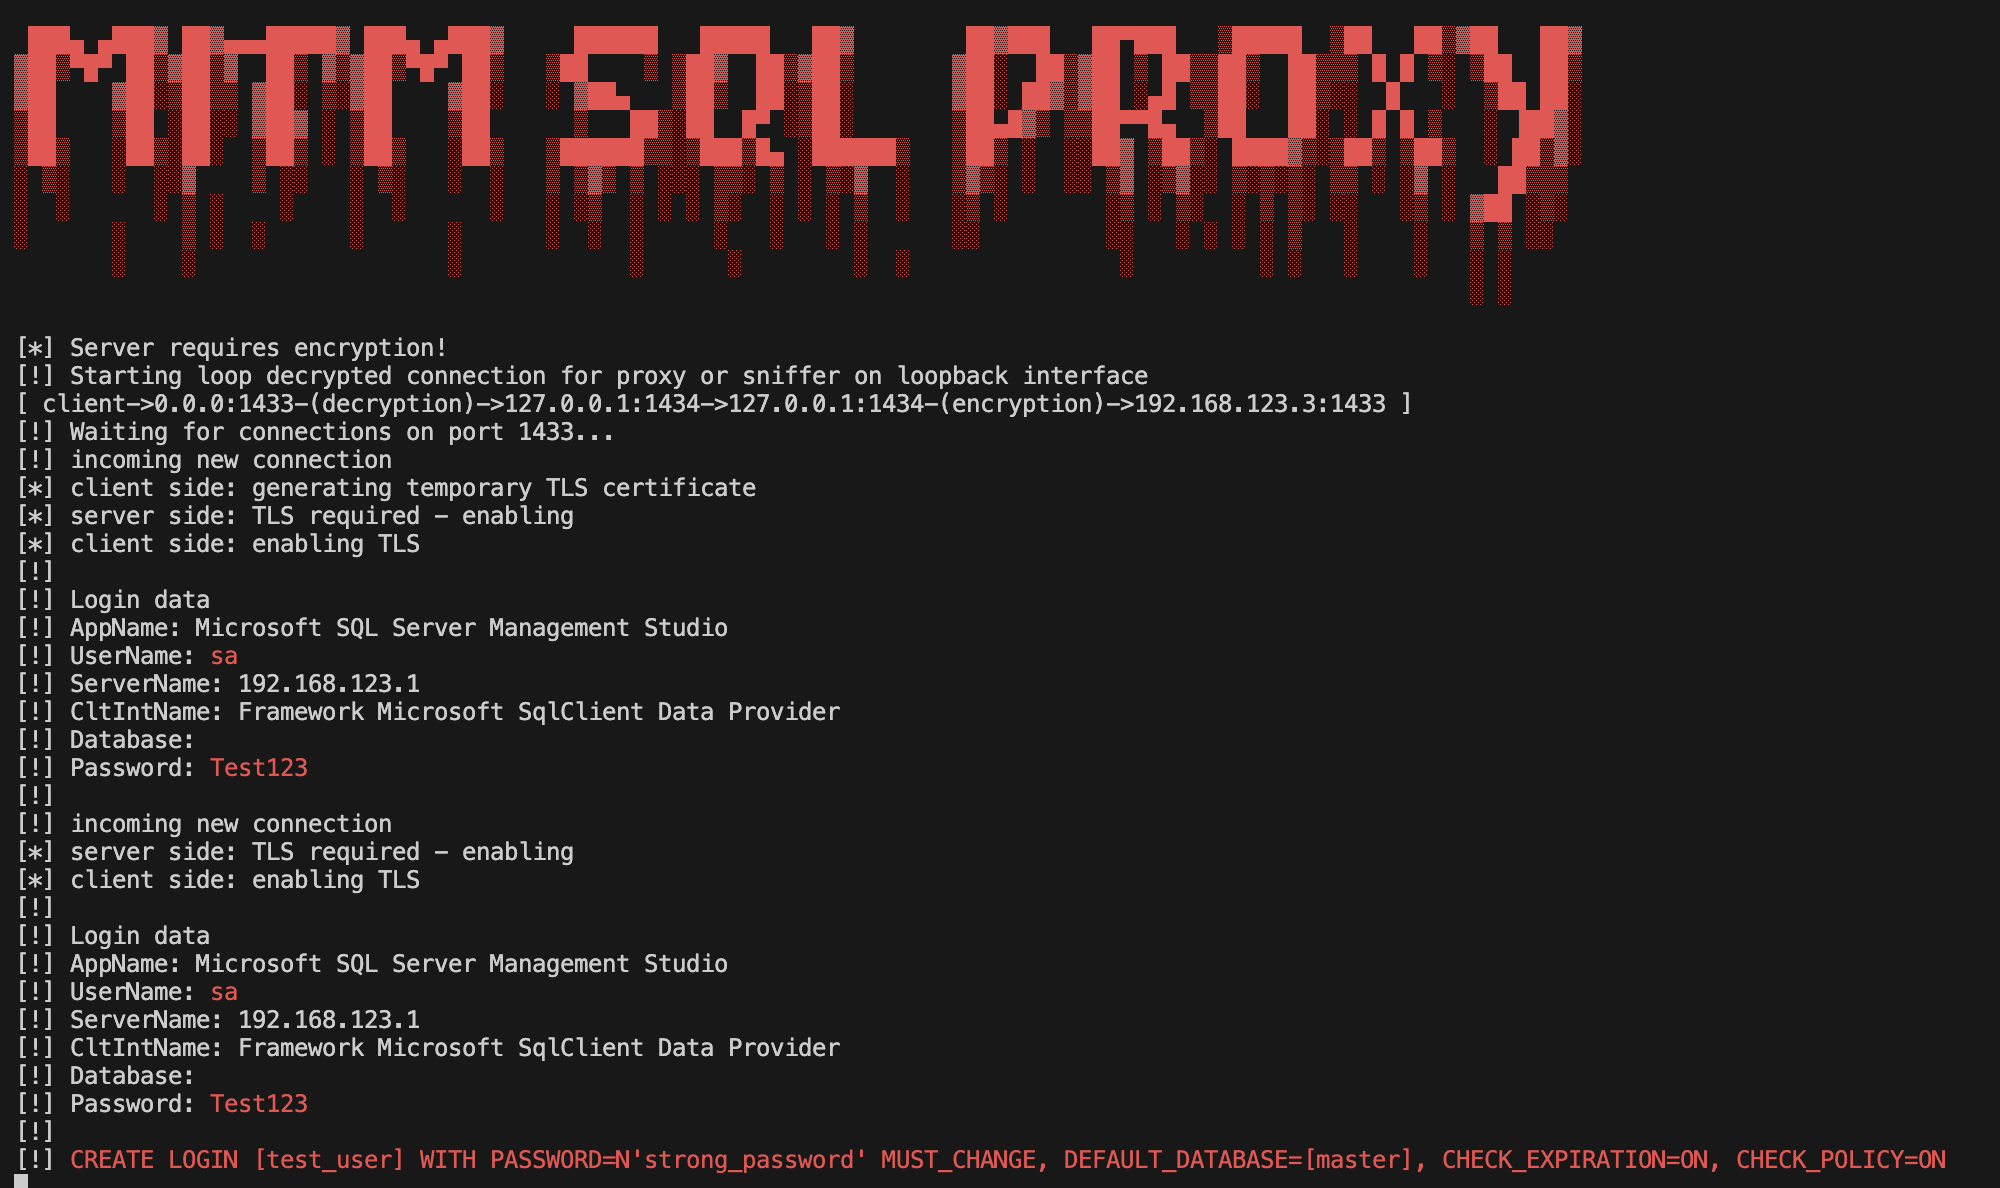 MITM SQL PROXY
[*] Server requires encryption!
[!] Starting loop decrypted connection for proxy or sniffer on loopback interface
[ client->0.0.0:1433-(decryption)->127.0.0.1:1434->127.0.0.1:1434-(encryption)->192.168.123.3:1433 ]
[!] Waiting for connections on port 1433...
[!] incoming new connection
[*] client side: generating temporary TLS certificate
[*] server side: TLS required - enabling
[*] client side: enabling TLS
[!]
[!] Login data
[!] AppName: Microsoft SQL Server Management Studio
[!] UserName: sa
[!] ServerName: 192.168.123.1
[!] CltIntName: Framework Microsoft SqlClient Data Provider
[!] Database:
[!] Password: Test123
[!]
[!] incoming new connection
[*] server side: TLS required - enabling
[*] client side: enabling TLS
[!]
[!] Login data
[!] AppName: Microsoft SQL Server Management Studio
[!] UserName: sa
[!] ServerName: 192.168.123.1
[!] CltIntName: Framework Microsoft SqlClient Data Provider
[!] Database:
[!] Password: Test123
[!]
[!] CREATE LOGIN [test_user] WITH PASSWORD=N'strong_password' MUST_CHANGE, DEFAULT_DATABASE=[master], CHECK_EXPIRATION=ON, CHECK_POLICY=ON